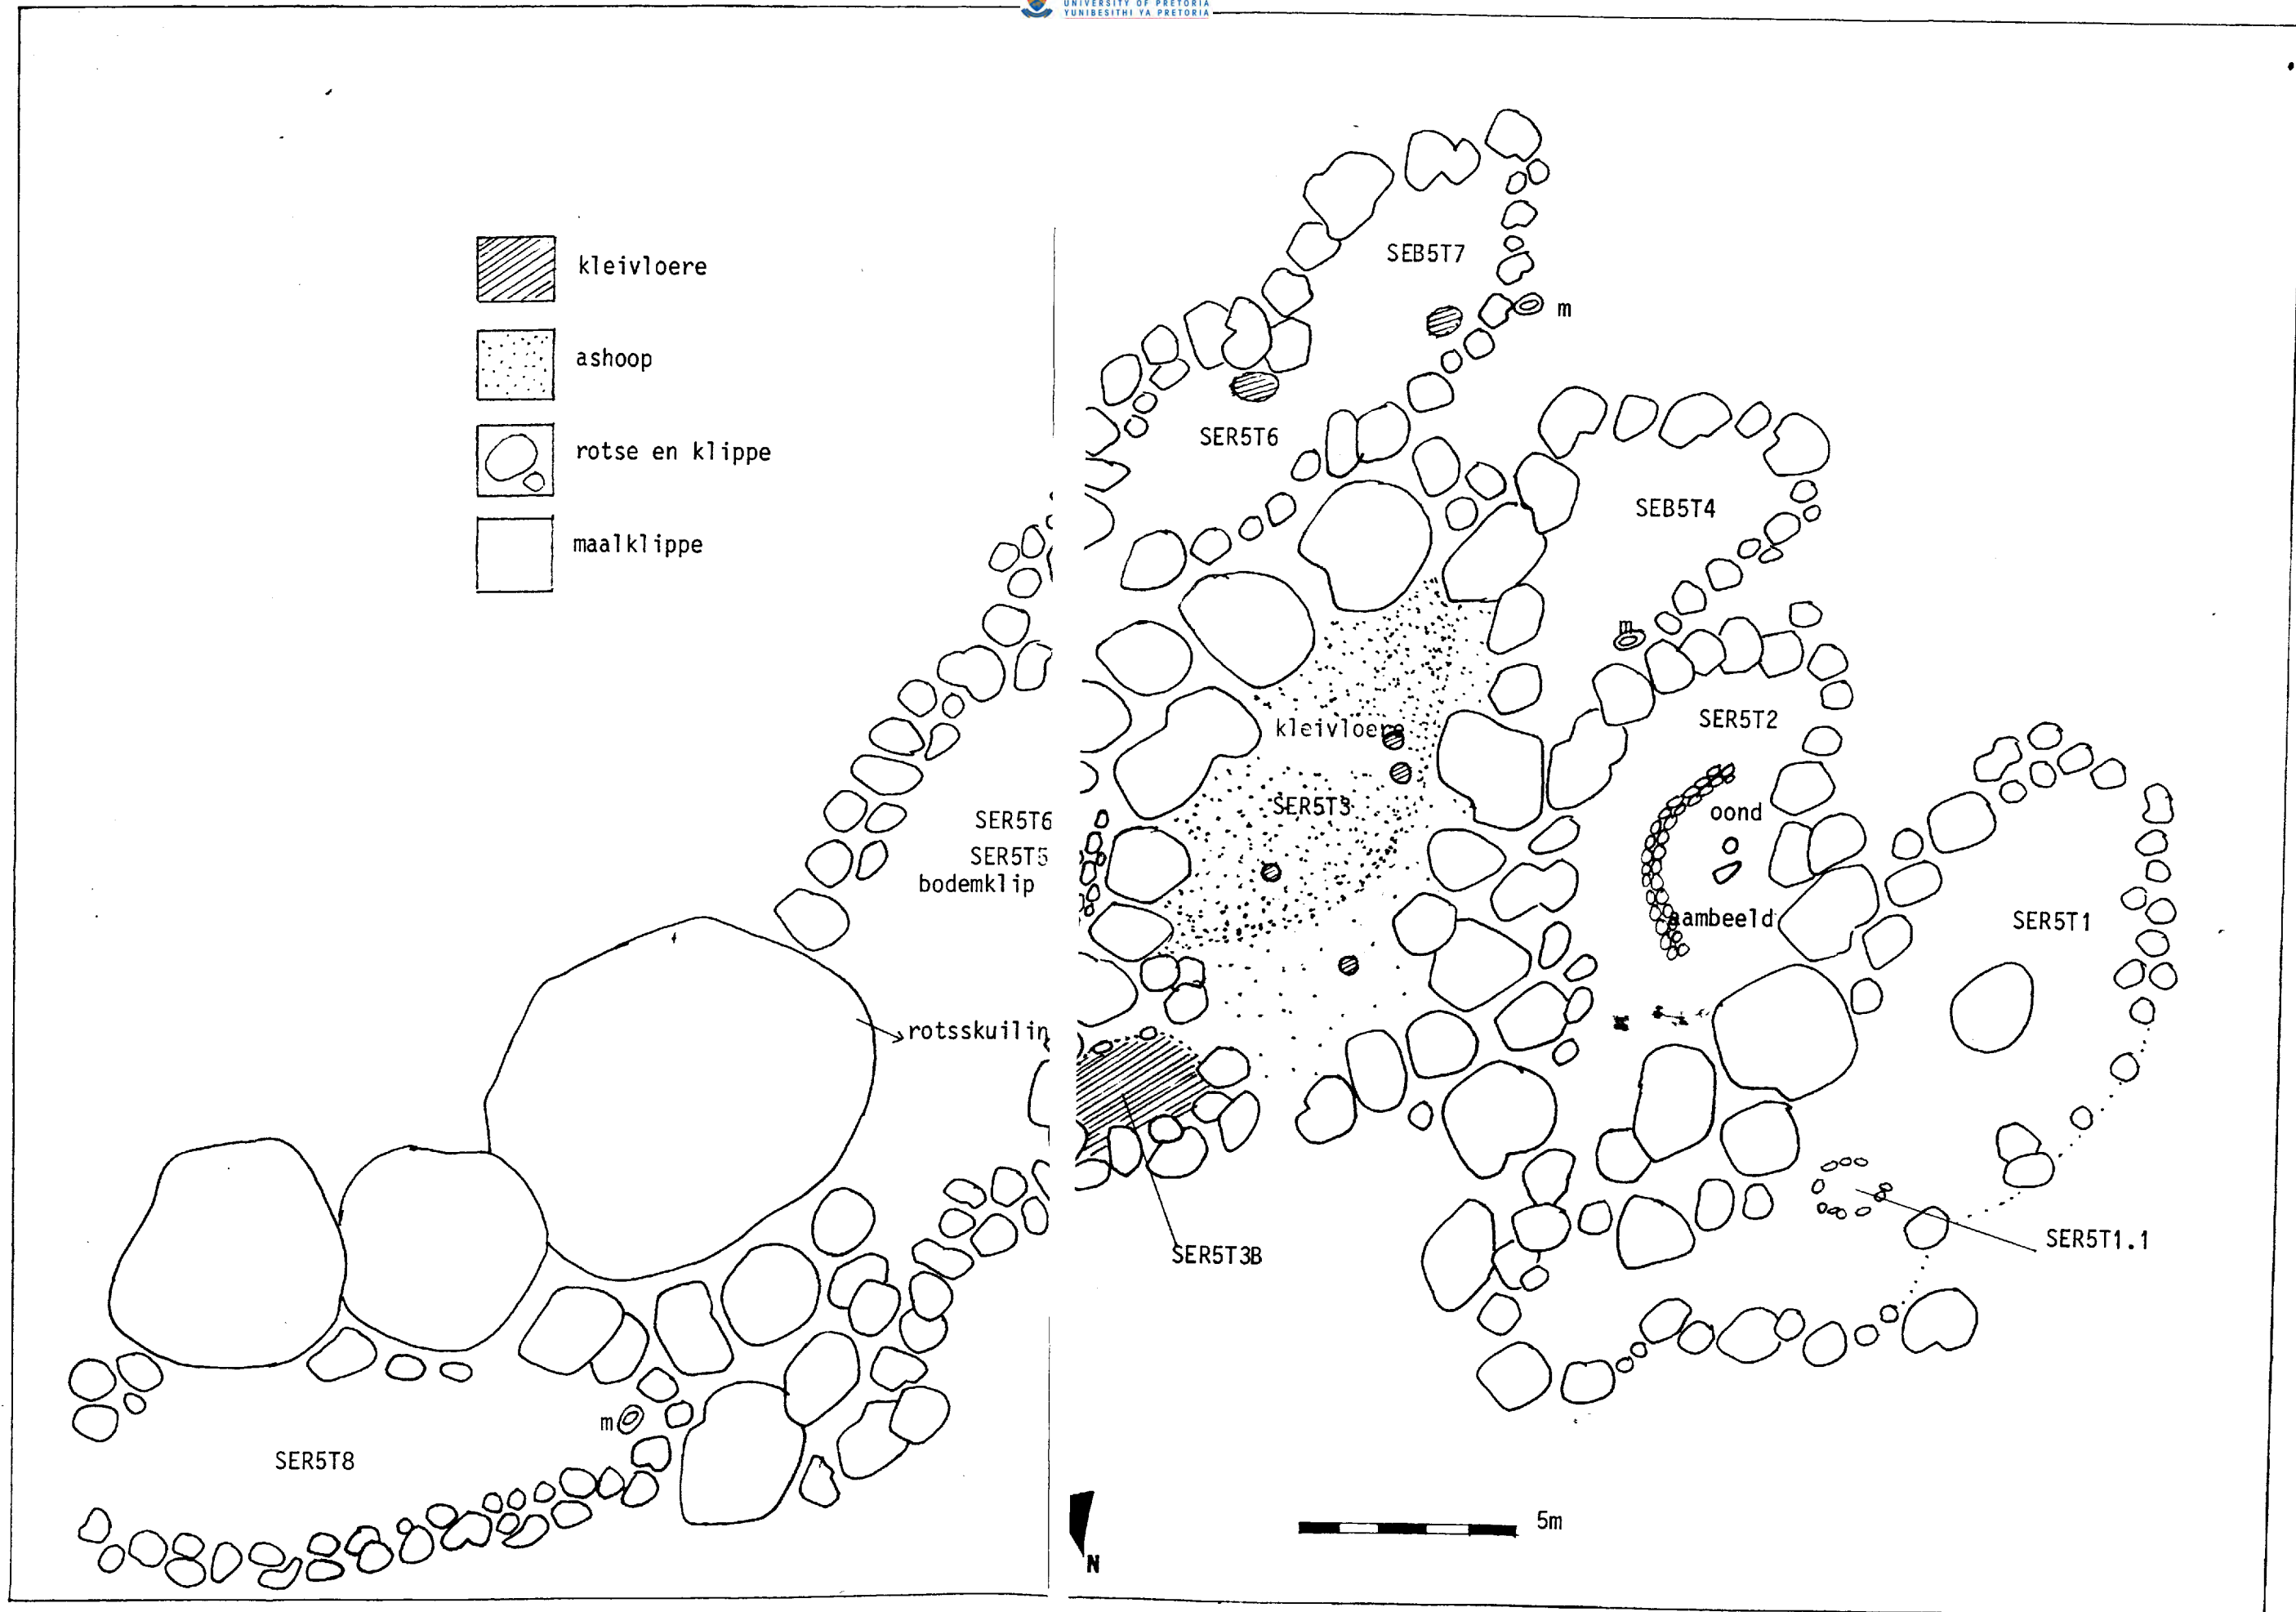 UNIVERSITY OF PRETORIA
YUNIBESITHI YA PRETORIA
kleivloere
ashoop
rotse en klippe
maalklippe
SEB5T7
m
SER5T6
SEB5T4
m
SER5T2
kleivloere
SER5T3
oond
aambeeld
SER5T1
SER5T6
SER5T5
bodemklip
rotsskuilin
SER5T3B
SER5T1.1
m
SER5T8
5m
N